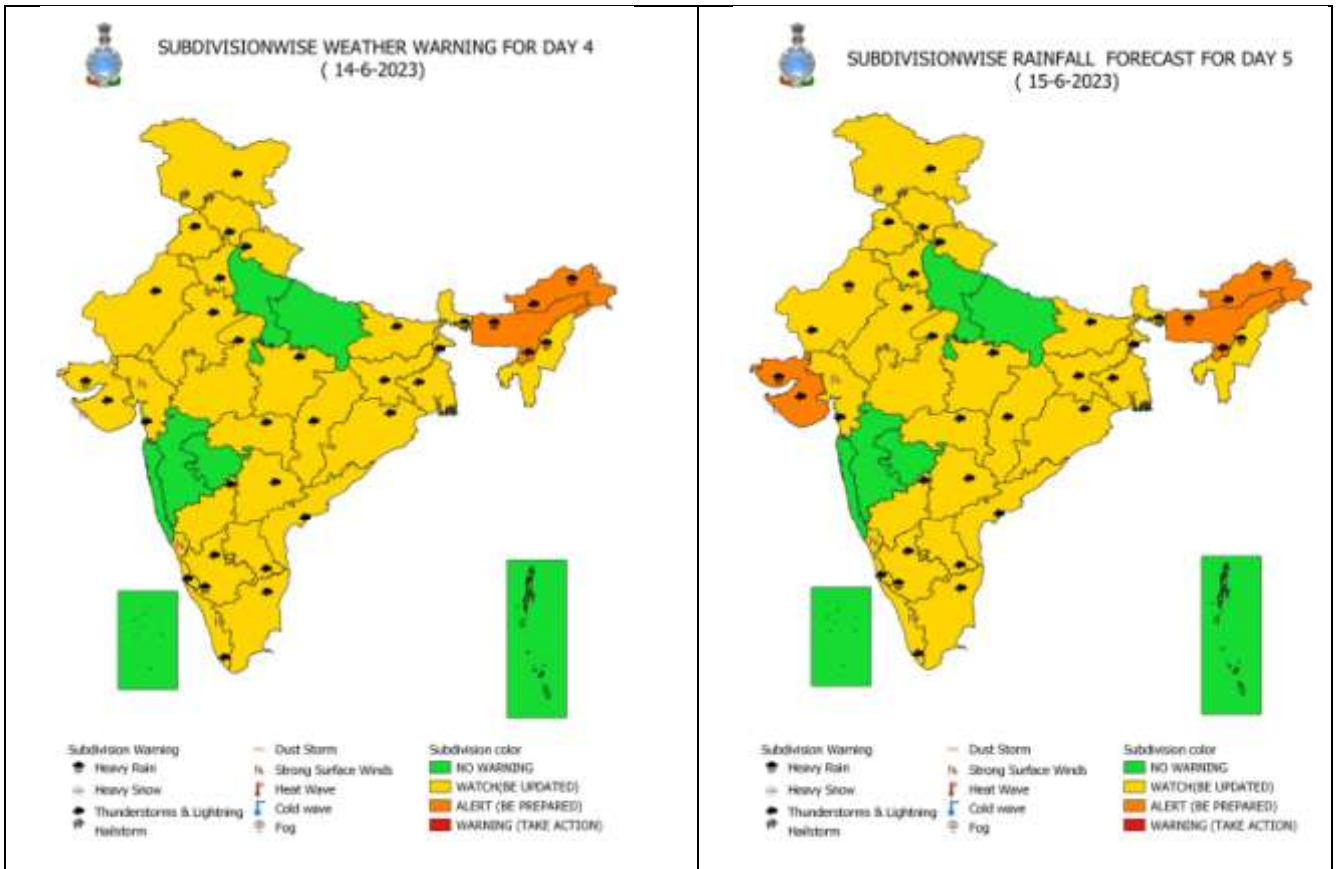 SUBDIVISIONWISE WEATHER WARNING FOR DAY 4
( 14-6-2023)
Subdivision Warning
Heavy Rain
Heavy Snow
Thunderstorms & Lightning
Hailstorm
Dust Storm
Strong Surface Winds
Heat Wave
Cold wave
Fog
Subdivision color
NO WARNING
WATCH(BE UPDATED)
ALERT (BE PREPARED)
WARNING (TAKE ACTION)
SUBDIVISIONWISE RAINFALL FORECAST FOR DAY 5
( 15-6-2023)
Subdivision Warning
Heavy Rain
Heavy Snow
Thunderstorms & Lightning
Hailstorm
Dust Storm
Strong Surface Winds
Heat Wave
Cold wave
Fog
Subdivision color
NO WARNING
WATCH(BE UPDATED)
ALERT (BE PREPARED)
WARNING (TAKE ACTION)